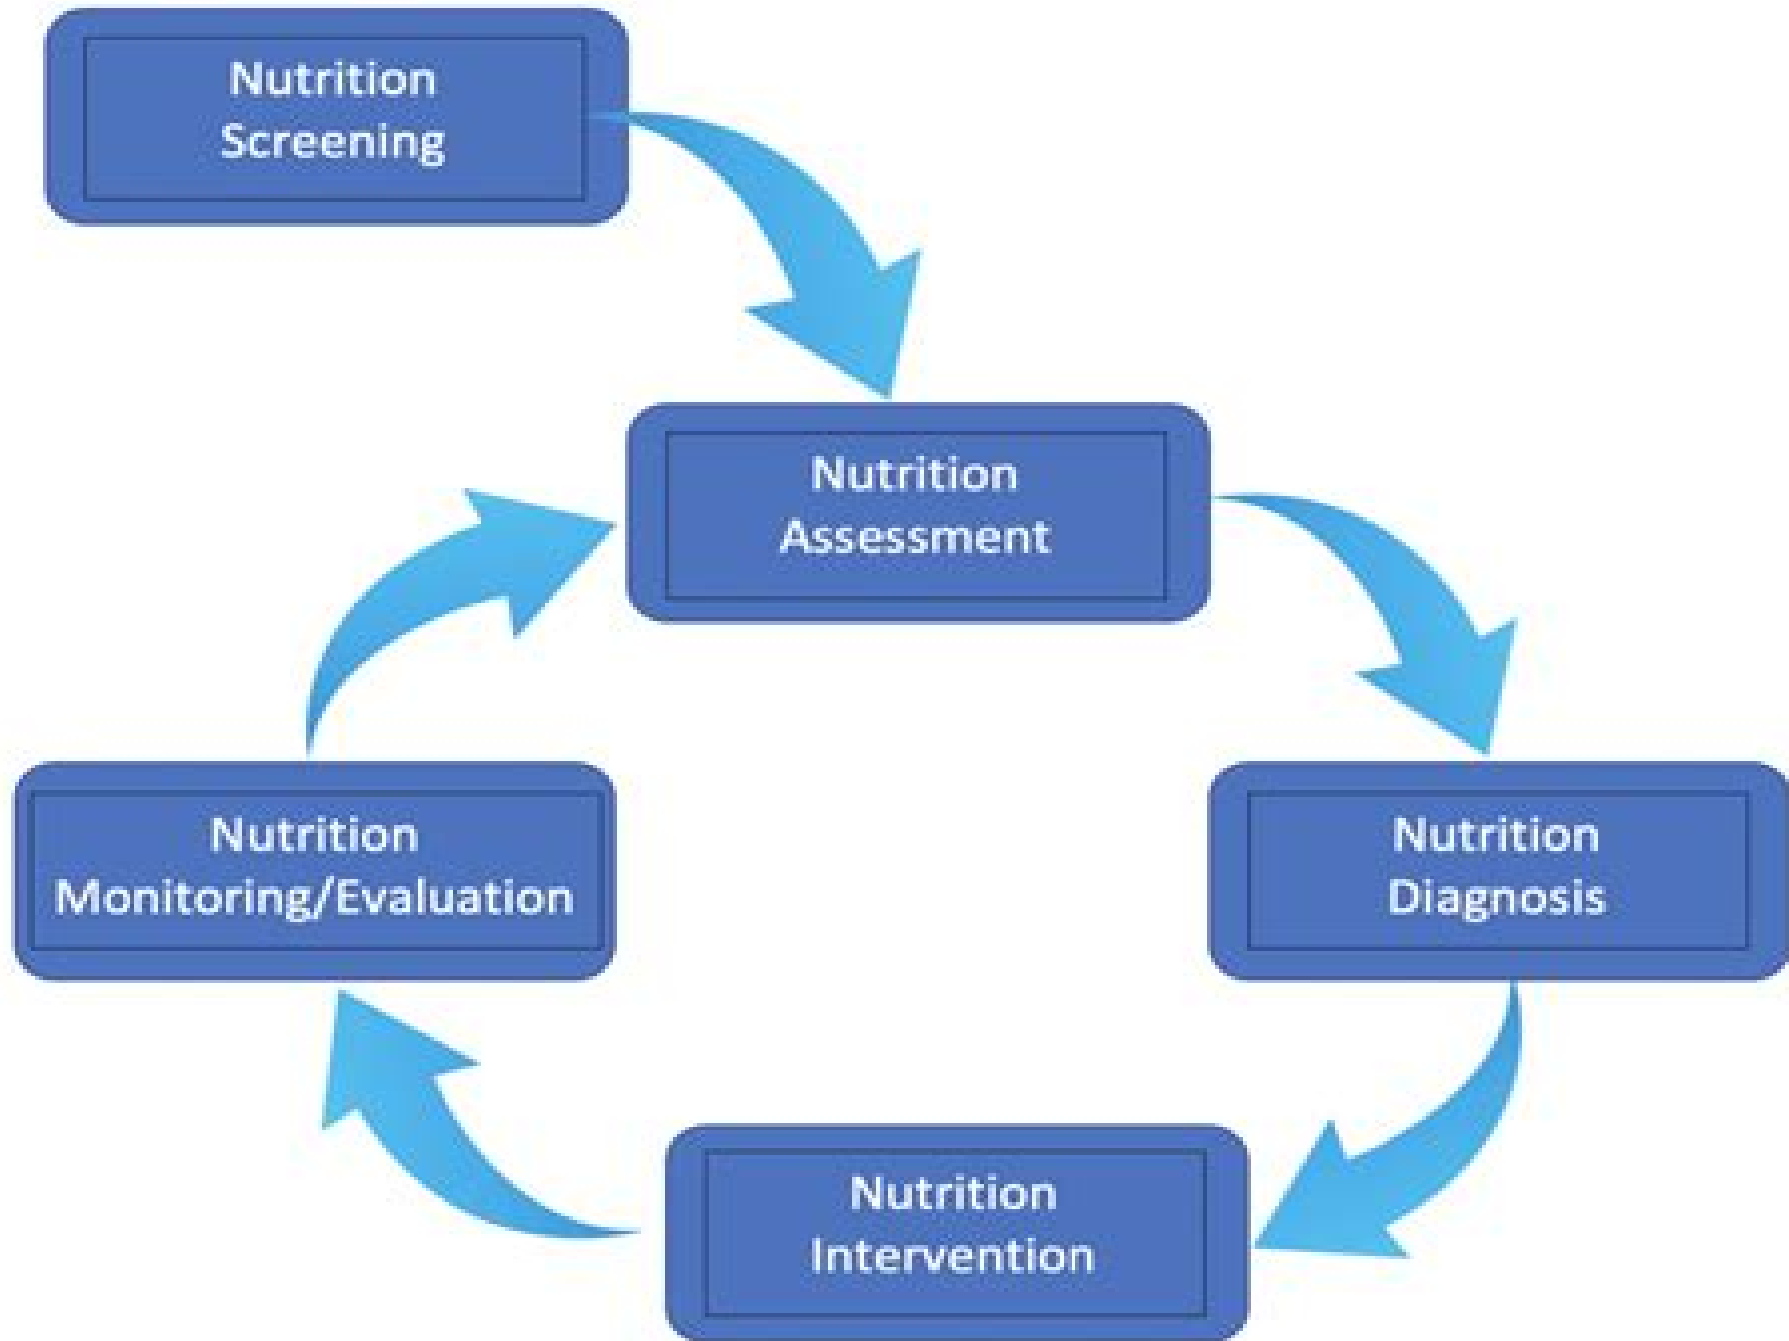 Nutrition
Screening
Nutrition
Assessment
Nutrition
Diagnosis
Nutrition
Intervention
Nutrition
Monitoring/Evaluation